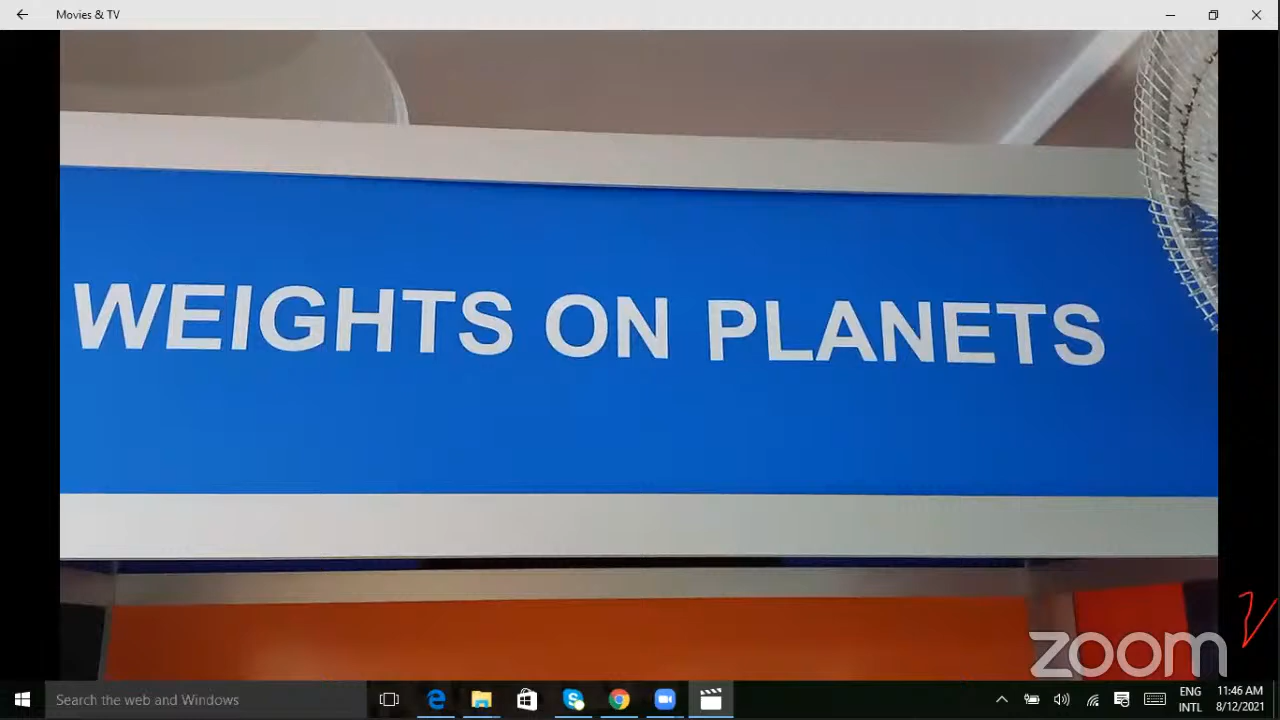 Movies & TV
WEIGHTS ON PLANETS
zoom
Search the web and Windows
ENG
INTL
11:46 AM
8/12/2021